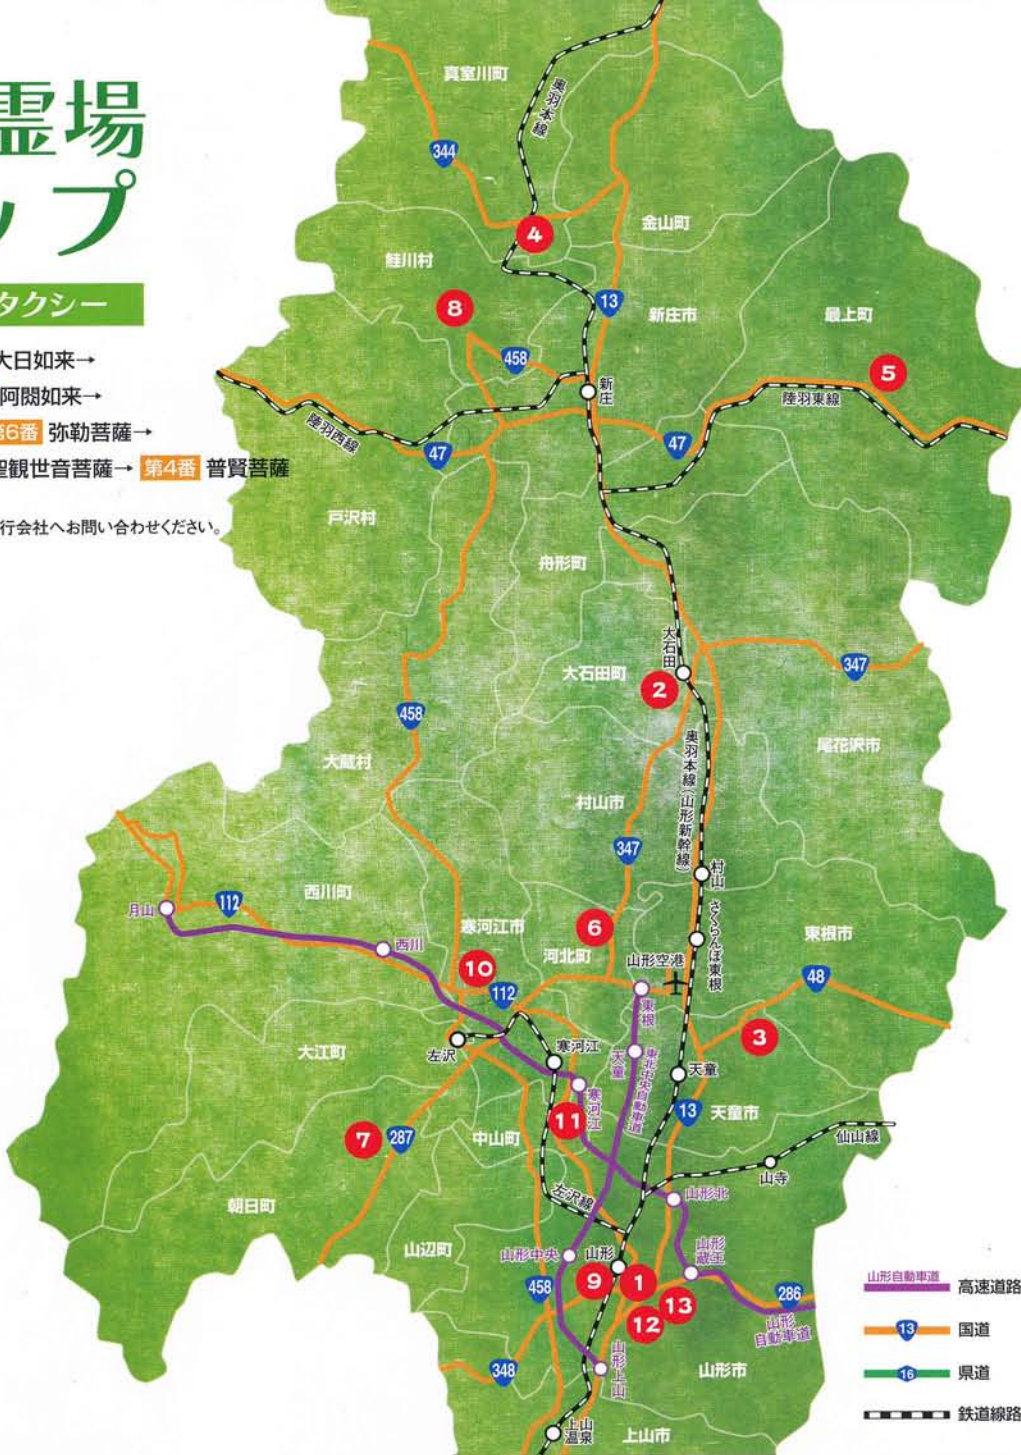 霊場
ップ
タクシー
大日如来→
阿閦如来→
第6番 弥勒菩薩→
聖観世音菩薩→ 第4番 普賢菩薩
行会社へお問い合わせください。
真室川町
奥羽本線
344
金山町
4
鮭川村
8
13
新庄市
最上町
458
5
新庄
陸羽東線
陸羽西線
47
47
戸沢村
舟形町
大石田
大石田町
2
347
458
尾花沢市
奥羽本線(山形新幹線)
大蔵村
村山市
347
村山
西川町
112
月山
さくらんぼ東根
寒河江市
6
東根市
西川
河北町
山形空港
10
48
112
東根
3
大江町
左沢
寒河江
天童
東北中央自動車道
天童
寒河江
13
天童市
11
7
287
中山町
仙山線
山寺
左沢線
山形北
朝日町
山辺町
山形中央
山形
山形蔵王
9
1
458
13
286
12
山形
自動車道
348
山形上山
山形市
上山
温泉
上山市
山形自動車道
高速道路
13
国道
16
県道
鉄道線路